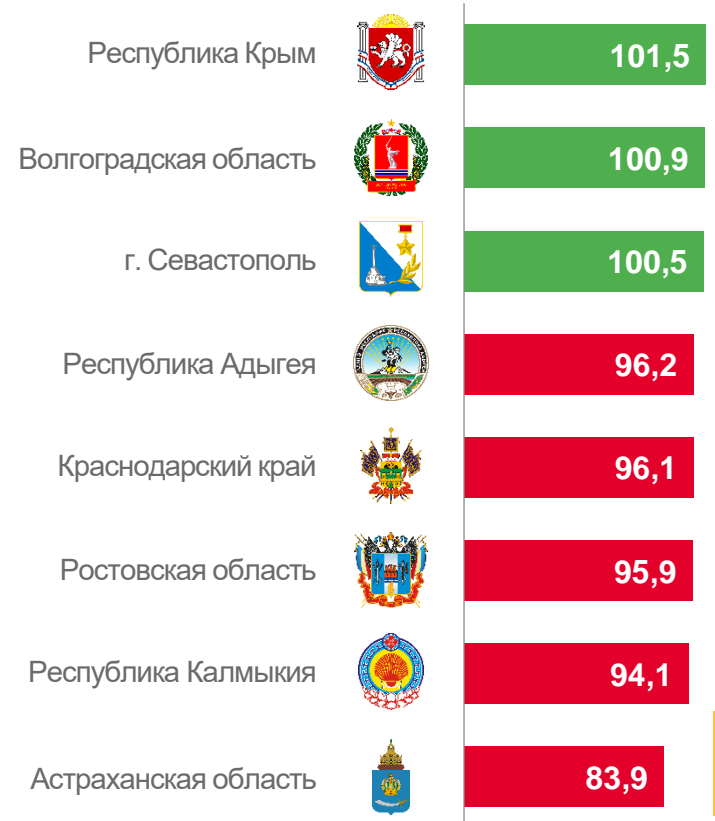 Республика Крым 101,5
Волгоградская область 100,9
г. Севастополь 100,5
Республика Адыгея 96,2
Краснодарский край 96,1
Ростовская область 95,9
Республика Калмыкия 94,1
Астраханская область 83,9